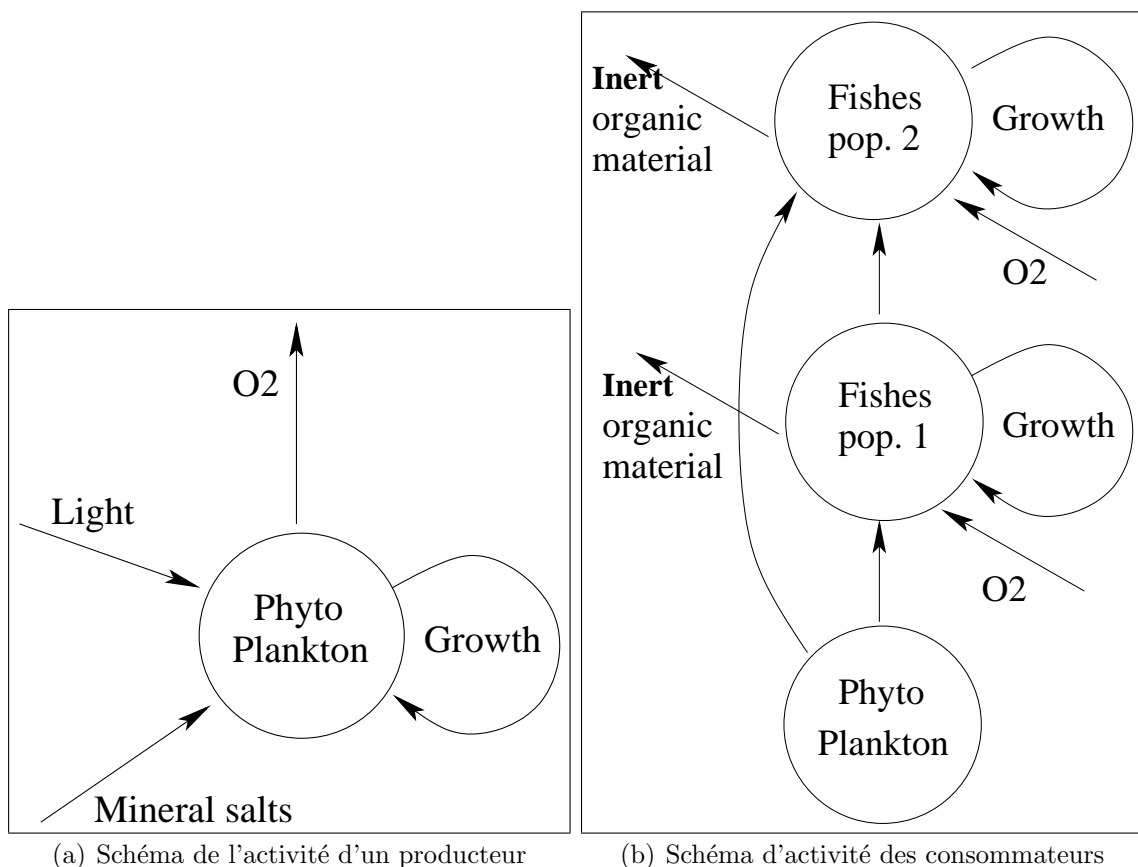 O2
Light
Phyto
Plankton
Growth
Mineral salts
(a) Schéma de l'activité d'un producteur
Inert
organic
material
Fishes
pop. 2
Growth
O2
Inert
organic
material
Fishes
pop. 1
Growth
O2
Phyto
Plankton
(b) Schéma d'activité des consommateurs